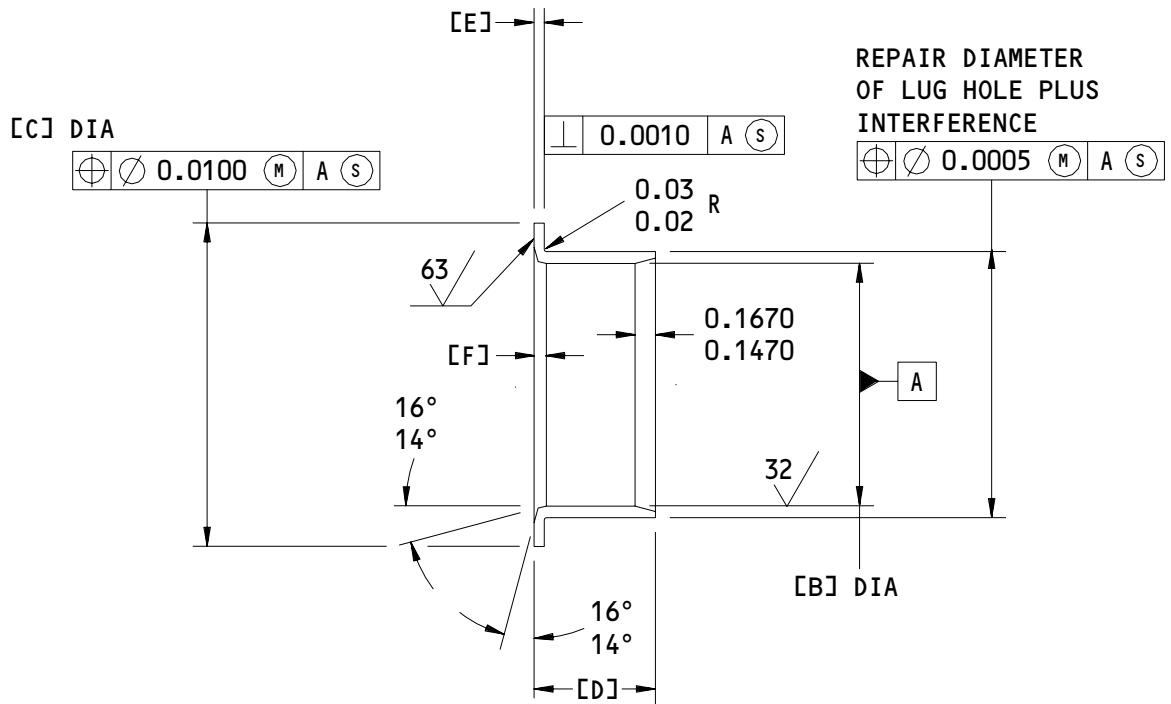 [E]
REPAIR DIAMETER
OF LUG HOLE PLUS
INTERFERENCE
[C] DIA
⊥ 0.0010 A Ⓢ
⌖ ∅ 0.0100 Ⓜ A Ⓢ
⌖ ∅ 0.0005 Ⓜ A Ⓢ
0.03
0.02 R
63
0.1670
0.1470
[F]
A
16°
14°
32
[B] DIA
16°
14°
[D]